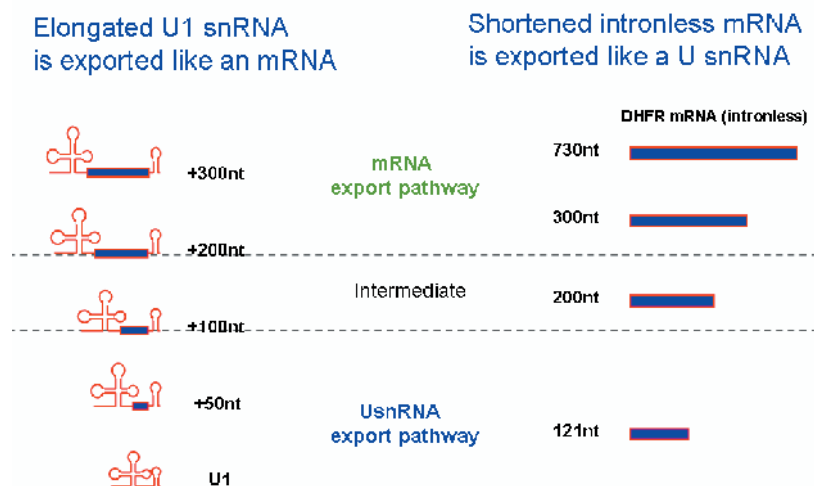 Elongated U1 snRNA
is exported like an mRNA
Shortened intronless mRNA
is exported like a U snRNA
DHFR mRNA (intronless)
+300nt
mRNA
export pathway
730nt
+200nt
300nt
Intermediate
200nt
+100nt
+50nt
UsnRNA
export pathway
121nt
U1